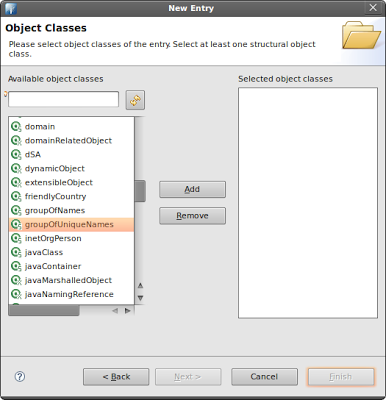 New Entry
Object Classes
Please select object classes of the entry. Select at least one structural object
class.
Available object classes
Selected object classes
domain
domainRelatedObject
dSA
dynamicObject
extensibleObject
friendlyCountry
groupOfNames
groupOfUniqueNames
inetOrgPerson
javaClass
javaContainer
javaMarshalledObject
javaNamingReference
Add
Remove
?
< Back
Next >
Cancel
Finish